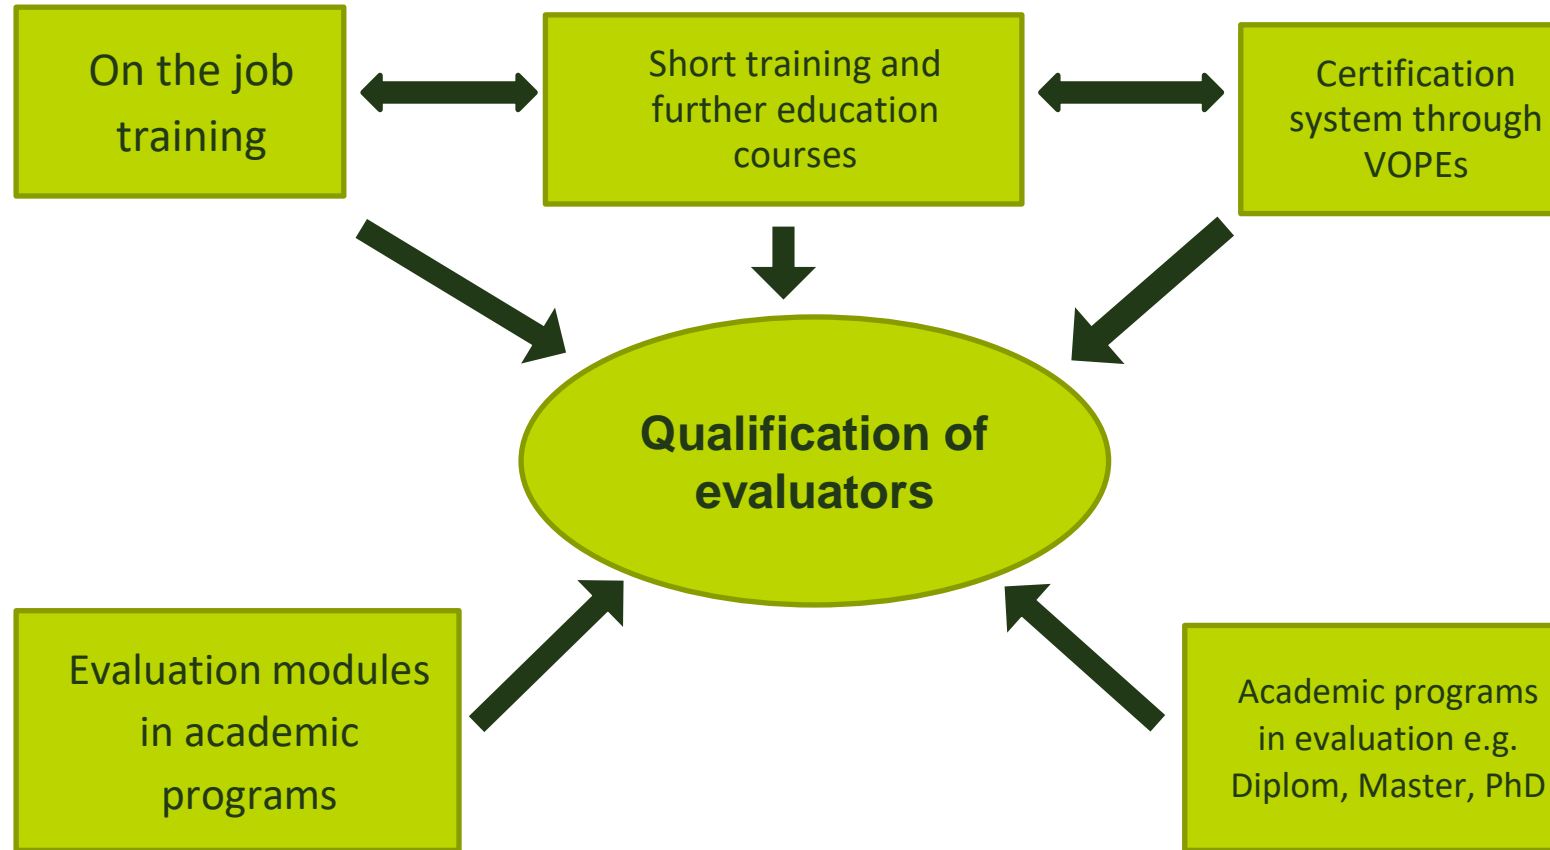 On the job
training
Short training and
further education
courses
Certification
system through
VOPEs
Qualification of
evaluators
Evaluation modules
in academic
programs
Academic programs
in evaluation e.g.
Diplom, Master, PhD